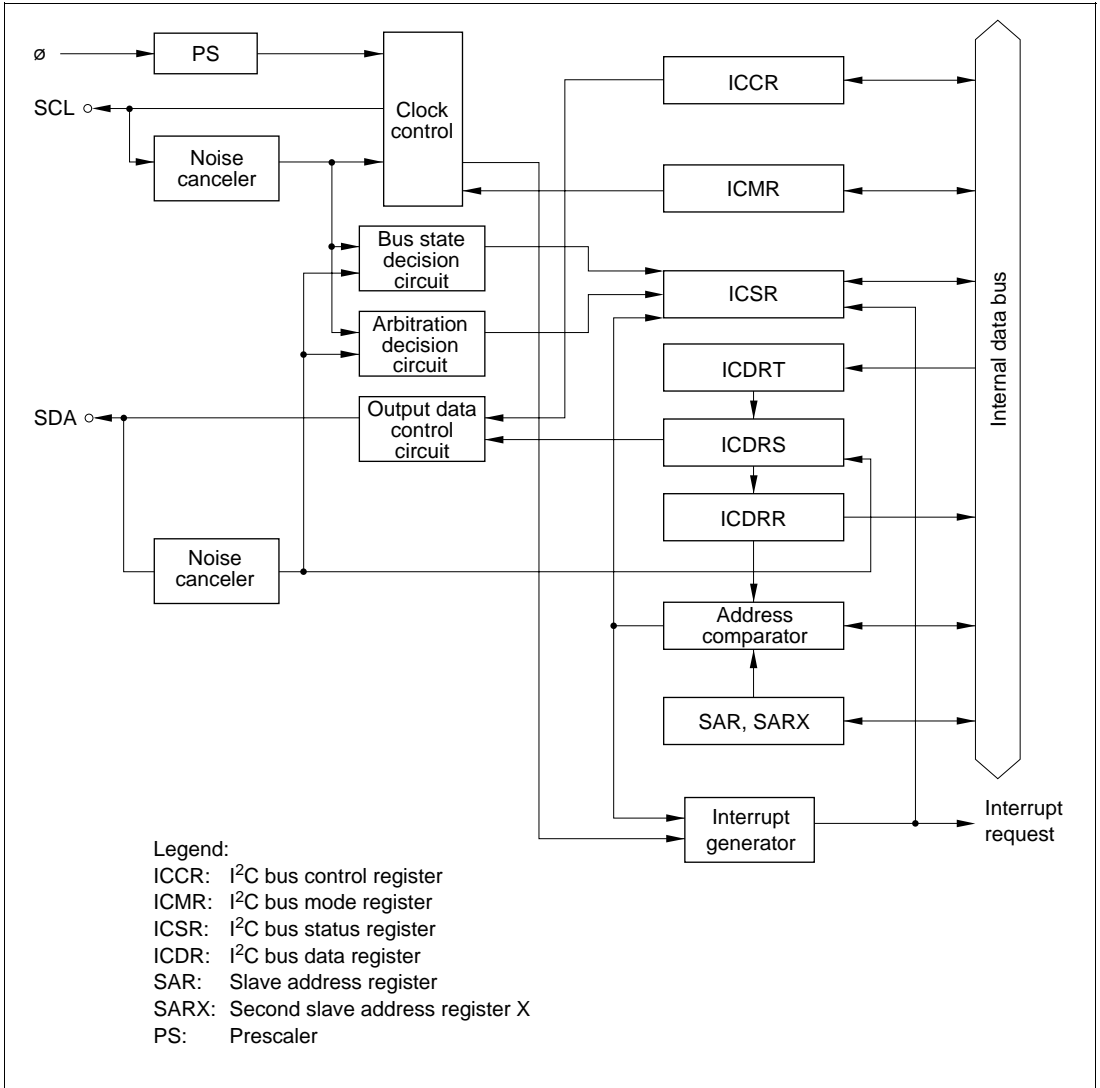 ø
PS
SCL
Clock
control
Noise
canceler
ICCR
ICMR
Bus state
decision
circuit
ICSR
Arbitration
decision
circuit
ICDRT
SDA
Output data
control
circuit
ICDRS
ICDRR
Noise
canceler
Address
comparator
SAR, SARX
Internal data bus
Interrupt
generator
Interrupt
request
Legend:
ICCR: I²C bus control register
ICMR: I²C bus mode register
ICSR: I²C bus status register
ICDR: I²C bus data register
SAR: Slave address register
SARX: Second slave address register X
PS: Prescaler